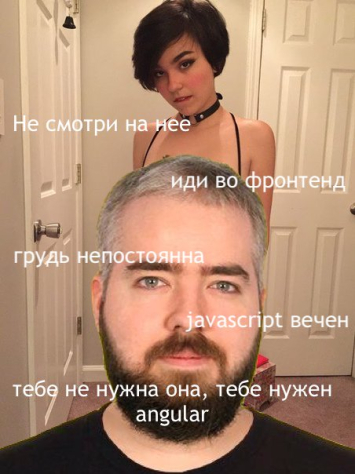 Не смотри на нее
иди во фронтенд
грудь непостоянна
javascript вечен
тебе не нужна она, тебе нужен
angular